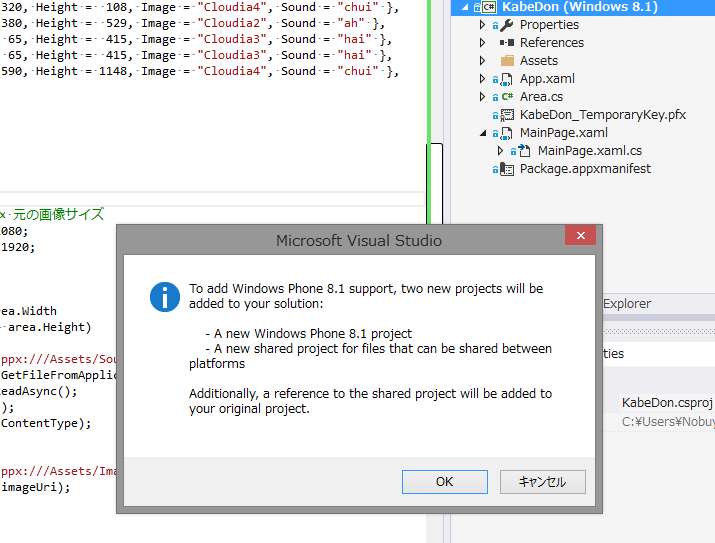 320, Height =  108, Image = "Cloudia4", Sound = "chui" },
380, Height =  529, Image = "Cloudia2", Sound = "ah" },
 65, Height =  415, Image = "Cloudia3", Sound = "hai" },
 65, Height =  415, Image = "Cloudia3", Sound = "hai" },
590, Height = 1148, Image = "Cloudia4", Sound = "chui" },
x 元の画像サイズ
080;
1920;
ea.Width
area.Height)
ppx:///Assets/Sou
GetFileFromApplic
eadAsync();
);
ContentType);
ppx:///Assets/Ima
imageUri);
KabeDon (Windows 8.1)
Properties
References
Assets
App.xaml
Area.cs
KabeDon_TemporaryKey.pfx
MainPage.xaml
MainPage.xaml.cs
Package.appxmanifest
Explorer
ties
KabeDon.csproj
C:¥Users¥Nobuy
Microsoft Visual Studio
To add Windows Phone 8.1 support, two new projects will be
added to your solution:
- A new Windows Phone 8.1 project
- A new shared project for files that can be shared between
platforms
Additionally, a reference to the shared project will be added to
your original project.
OK
キャンセル